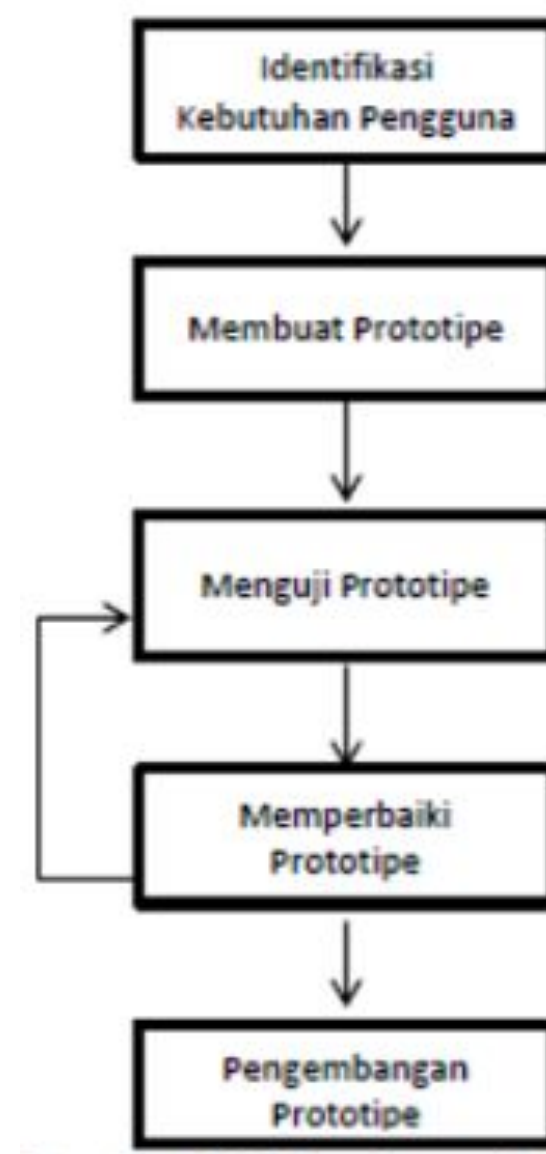 Identifikasi
Kebutuhan Pengguna
Membuat Prototipe
Menguji Prototipe
Memperbaiki
Prototipe
Pengembangan
Prototipe